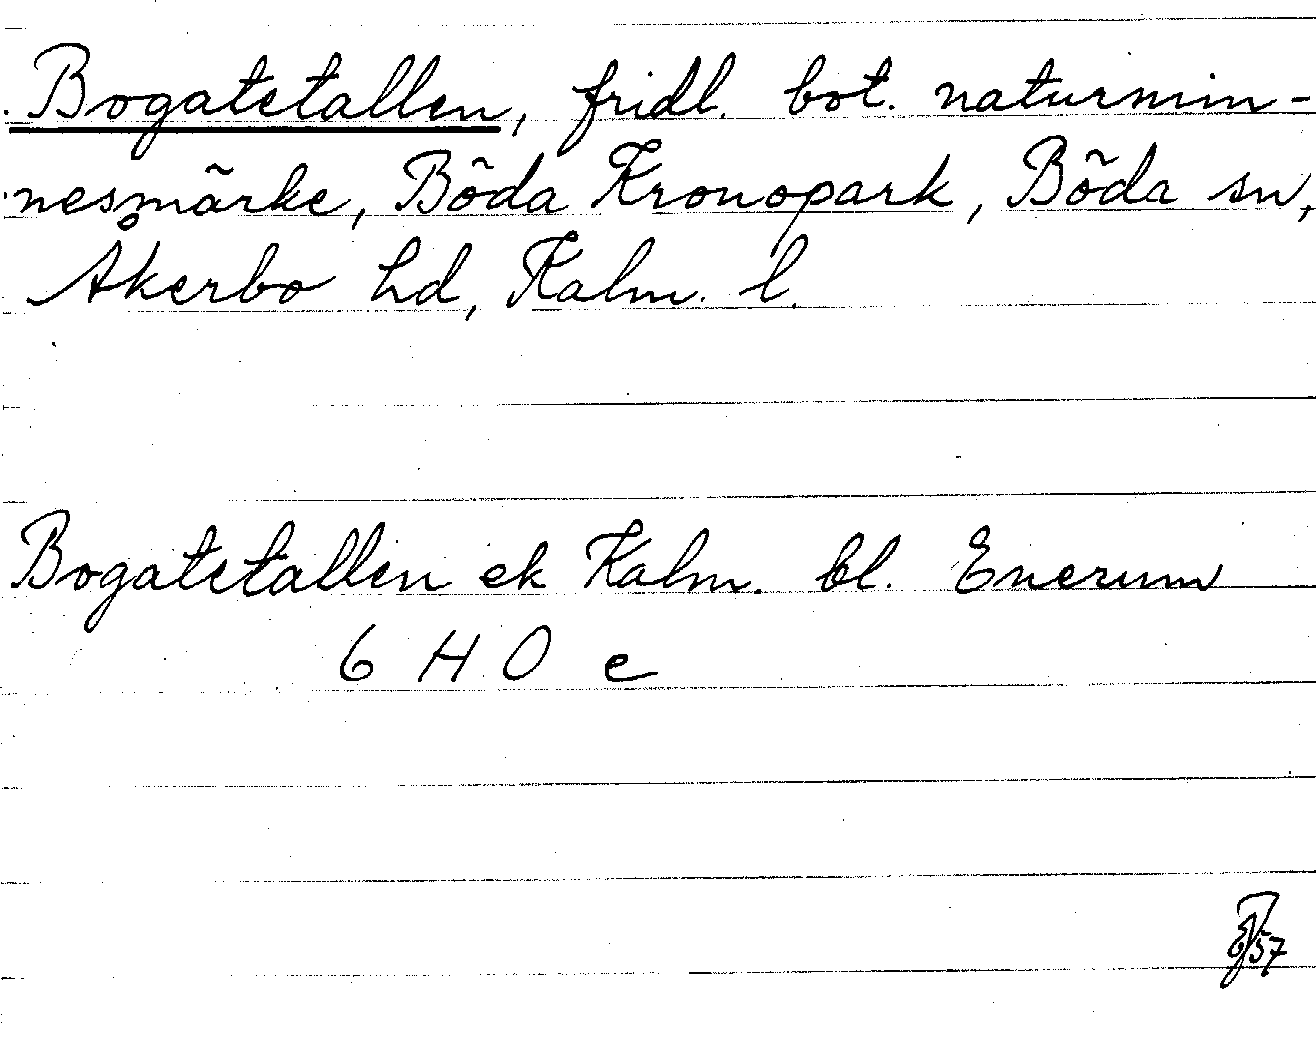 Bogatetallen, fridl. bot. naturmin-
nesmärke, Böda Kronopark, Böda sn,
Åkerbo hd, Kalm. l.
Bogatetallen ek Kalm. bl. Enerum
6 H 0 e
57